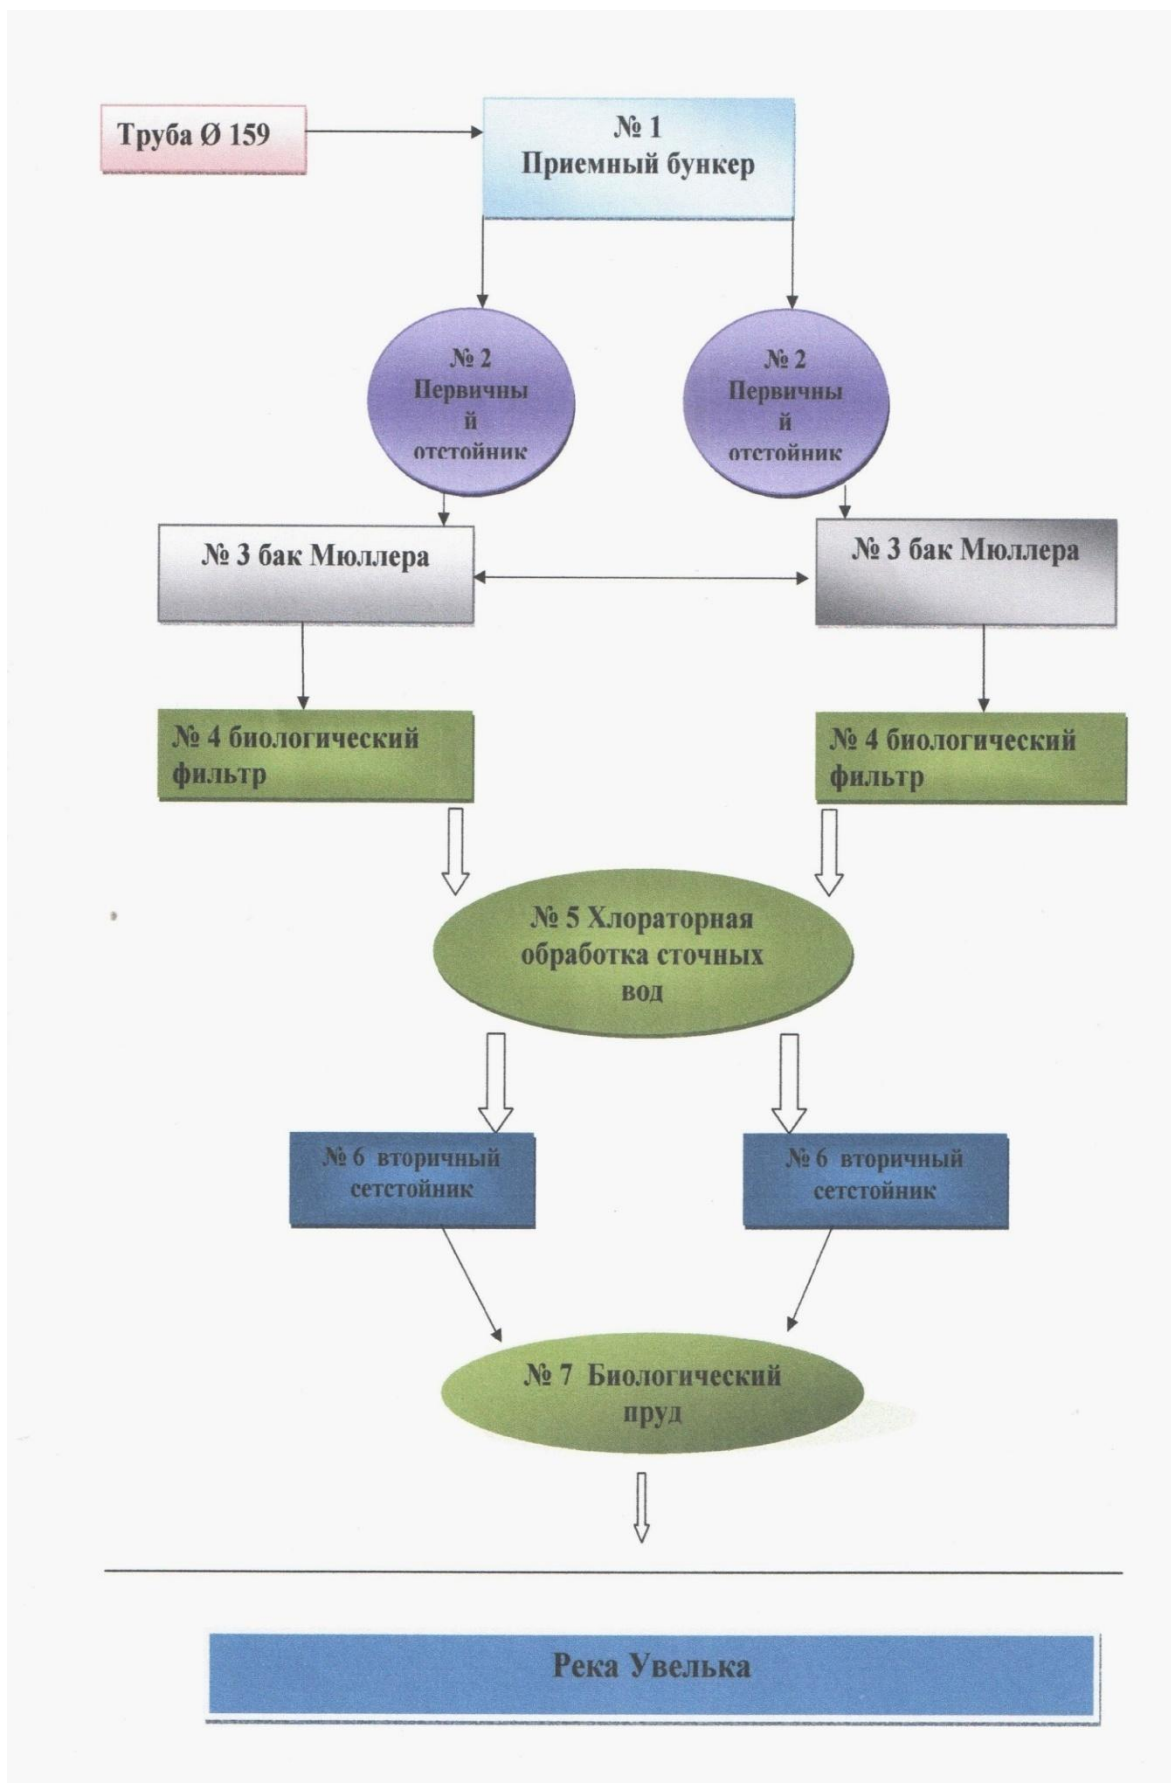 Труба Ø 159
№ 1
Приемный бункер
№ 2
Первичны
й
отстойник
№ 2
Первичны
й
отстойник
№ 3 бак Мюллера
№ 3 бак Мюллера
№ 4 биологический
фильтр
№ 4 биологический
фильтр
№ 5 Хлораторная
обработка сточных
вод
№ 6 вторичный
сетстойник
№ 6 вторичный
сетстойник
№ 7 Биологический
пруд
Река Увелька